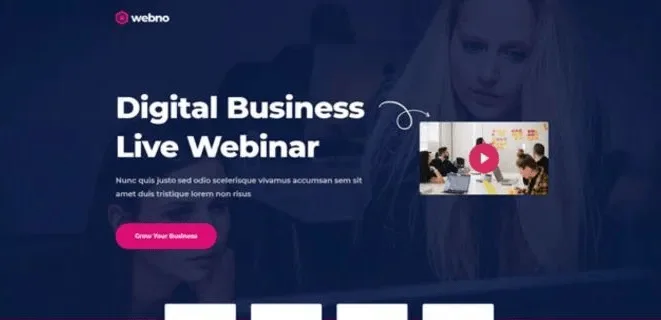 webno
Digital Business
Live Webinar
Nunc quis justo sed odio scelerisque vivamus accumsan sem sit
amet duis tristique lorem non risus
Grow Your Business